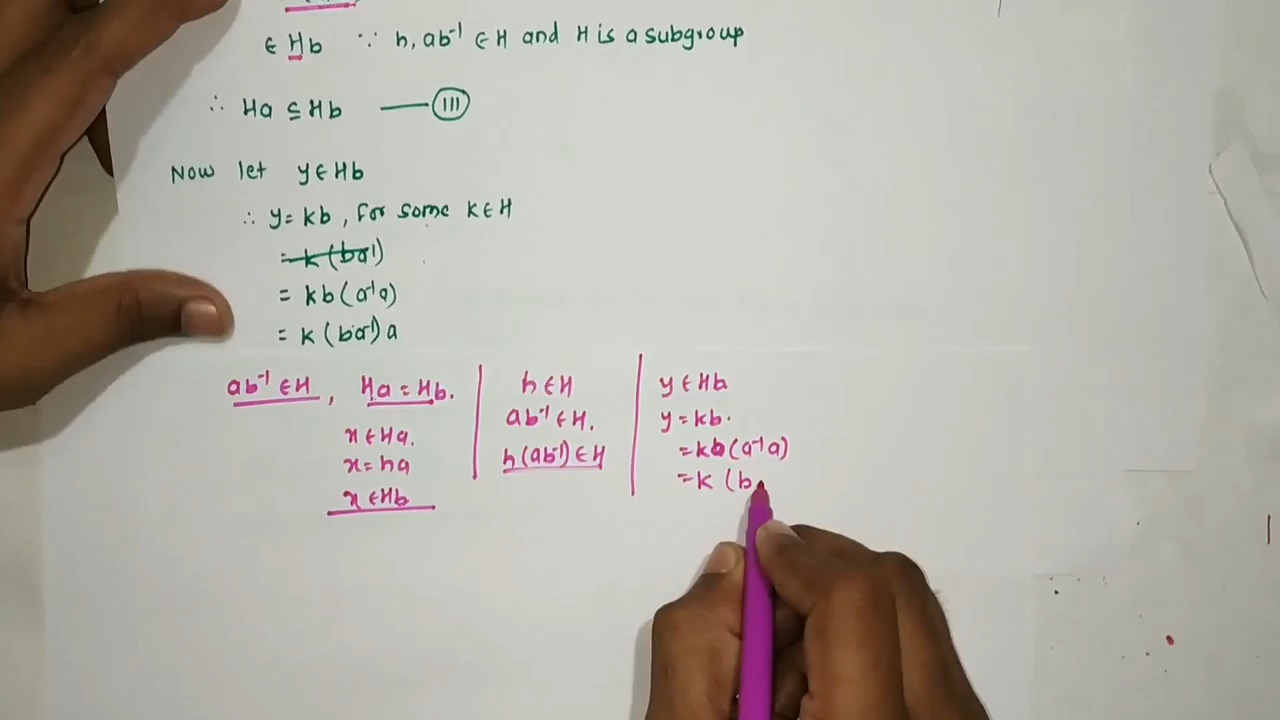 ∈ Hb ∵ h, ab⁻¹ ∈ H and H is a subgroup
∴ Ha ⊆ Hb —— III
Now let y ∈ Hb
∴ y = kb, For some k ∈ H
= k (ba⁻¹)
= kb (a⁻¹a)
= k (ba⁻¹) a
ab⁻¹ ∈ H, Ha = Hb.
x ∈ Ha.
x = ha
x ∈ Hb
h ∈ H
ab⁻¹ ∈ H.
h (ab⁻¹) ∈ H
y ∈ Hb
y = kb.
= kb (a⁻¹a)
= k (b